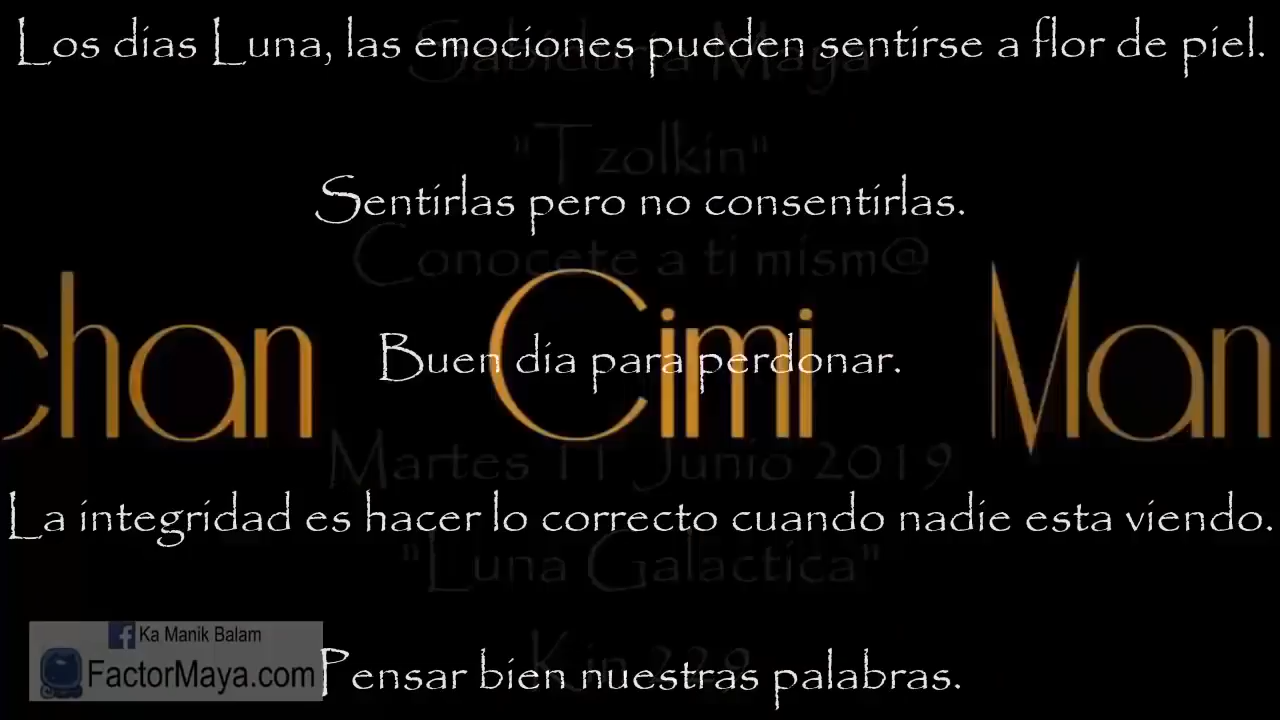 Los dias Luna, las emociones pueden sentirse a flor de piel.
Sabiduria Maya
"Tzolkin"
Sentirlas pero no consentirlas.
Conocete a ti mism@
chan Cimi Man
Buen dia para perdonar.
Martes 11 Junio 2019
La integridad es hacer lo correcto cuando nadie esta viendo.
"Luna Galactica"
Ka Manik Balam
FactorMaya.com
Kin 229
Pensar bien nuestras palabras.